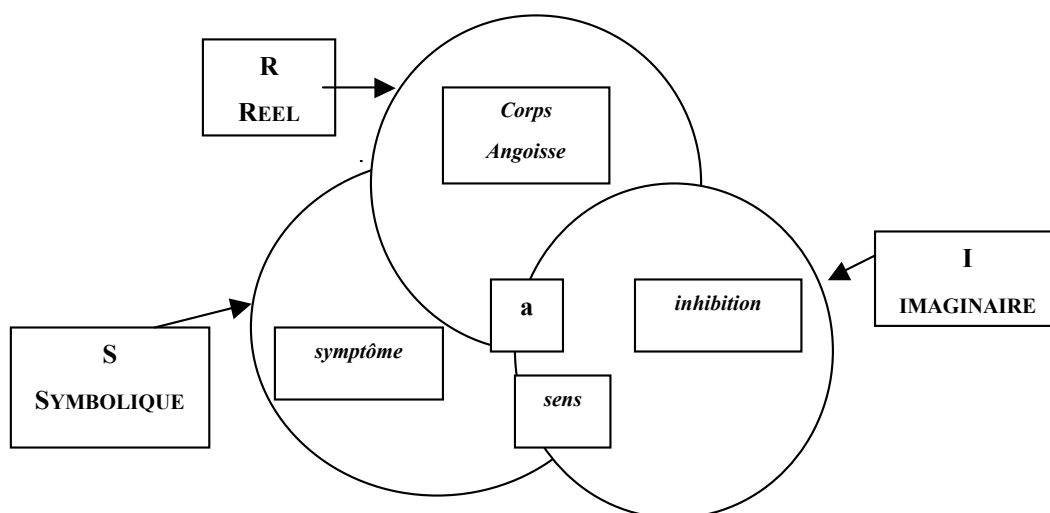 R
REEL
Corps
Angoisse
I
IMAGINAIRE
a
inhibition
S
SYMBOLIQUE
symptôme
sens